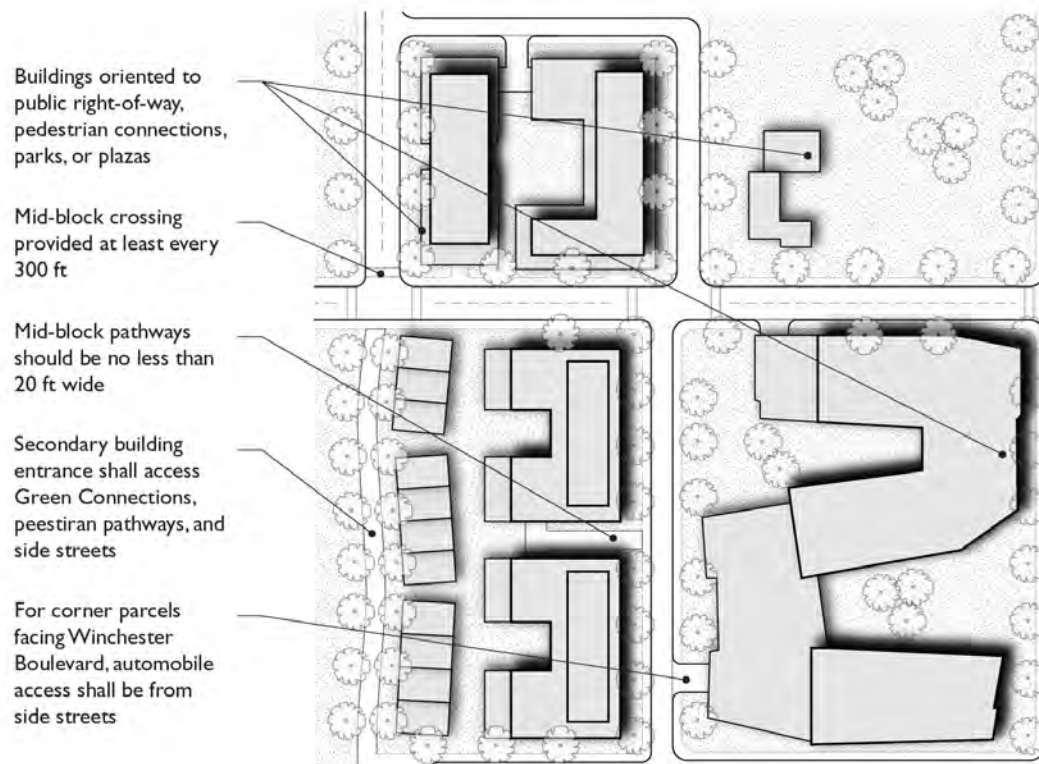 Buildings oriented to
public right-of-way,
pedestrian connections,
parks, or plazas
Mid-block crossing
provided at least every
300 ft
Mid-block pathways
should be no less than
20 ft wide
Secondary building
entrance shall access
Green Connections,
peestiran pathways, and
side streets
For corner parcels
facing Winchester
Boulevard, automobile
access shall be from
side streets